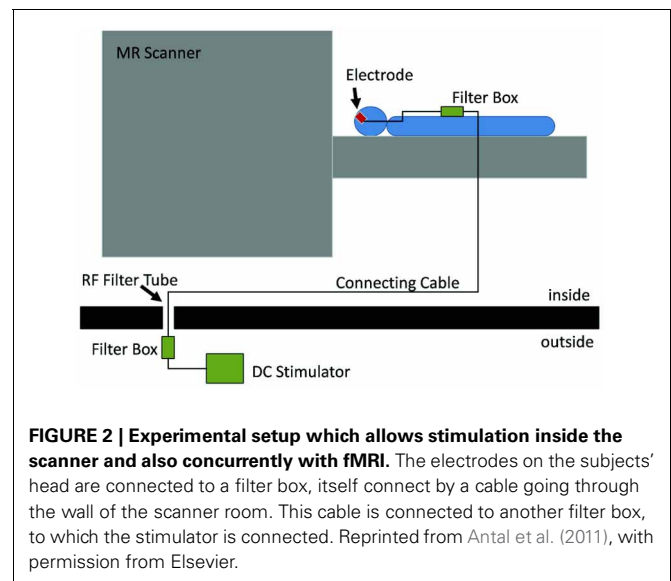 MR Scanner
Electrode
Filter Box
RF Filter Tube
Connecting Cable
inside
outside
Filter Box
DC Stimulator
FIGURE 2 | Experimental setup which allows stimulation inside the
scanner and also concurrently with fMRI. The electrodes on the subjects'
head are connected to a filter box, itself connect by a cable going through
the wall of the scanner room. This cable is connected to another filter box,
to which the stimulator is connected. Reprinted from Antal et al. (2011), with
permission from Elsevier.